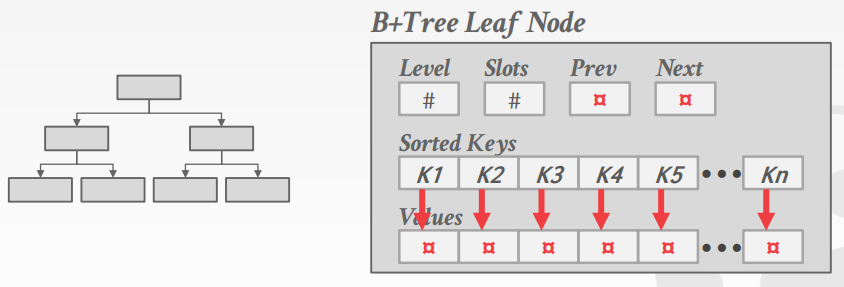 B+Tree Leaf Node
Level Slots Prev Next
# # ¤ ¤
Sorted Keys
K1 K2 K3 K4 K5 ••• Kn
Values
¤ ¤ ¤ ¤ ¤ ••• ¤